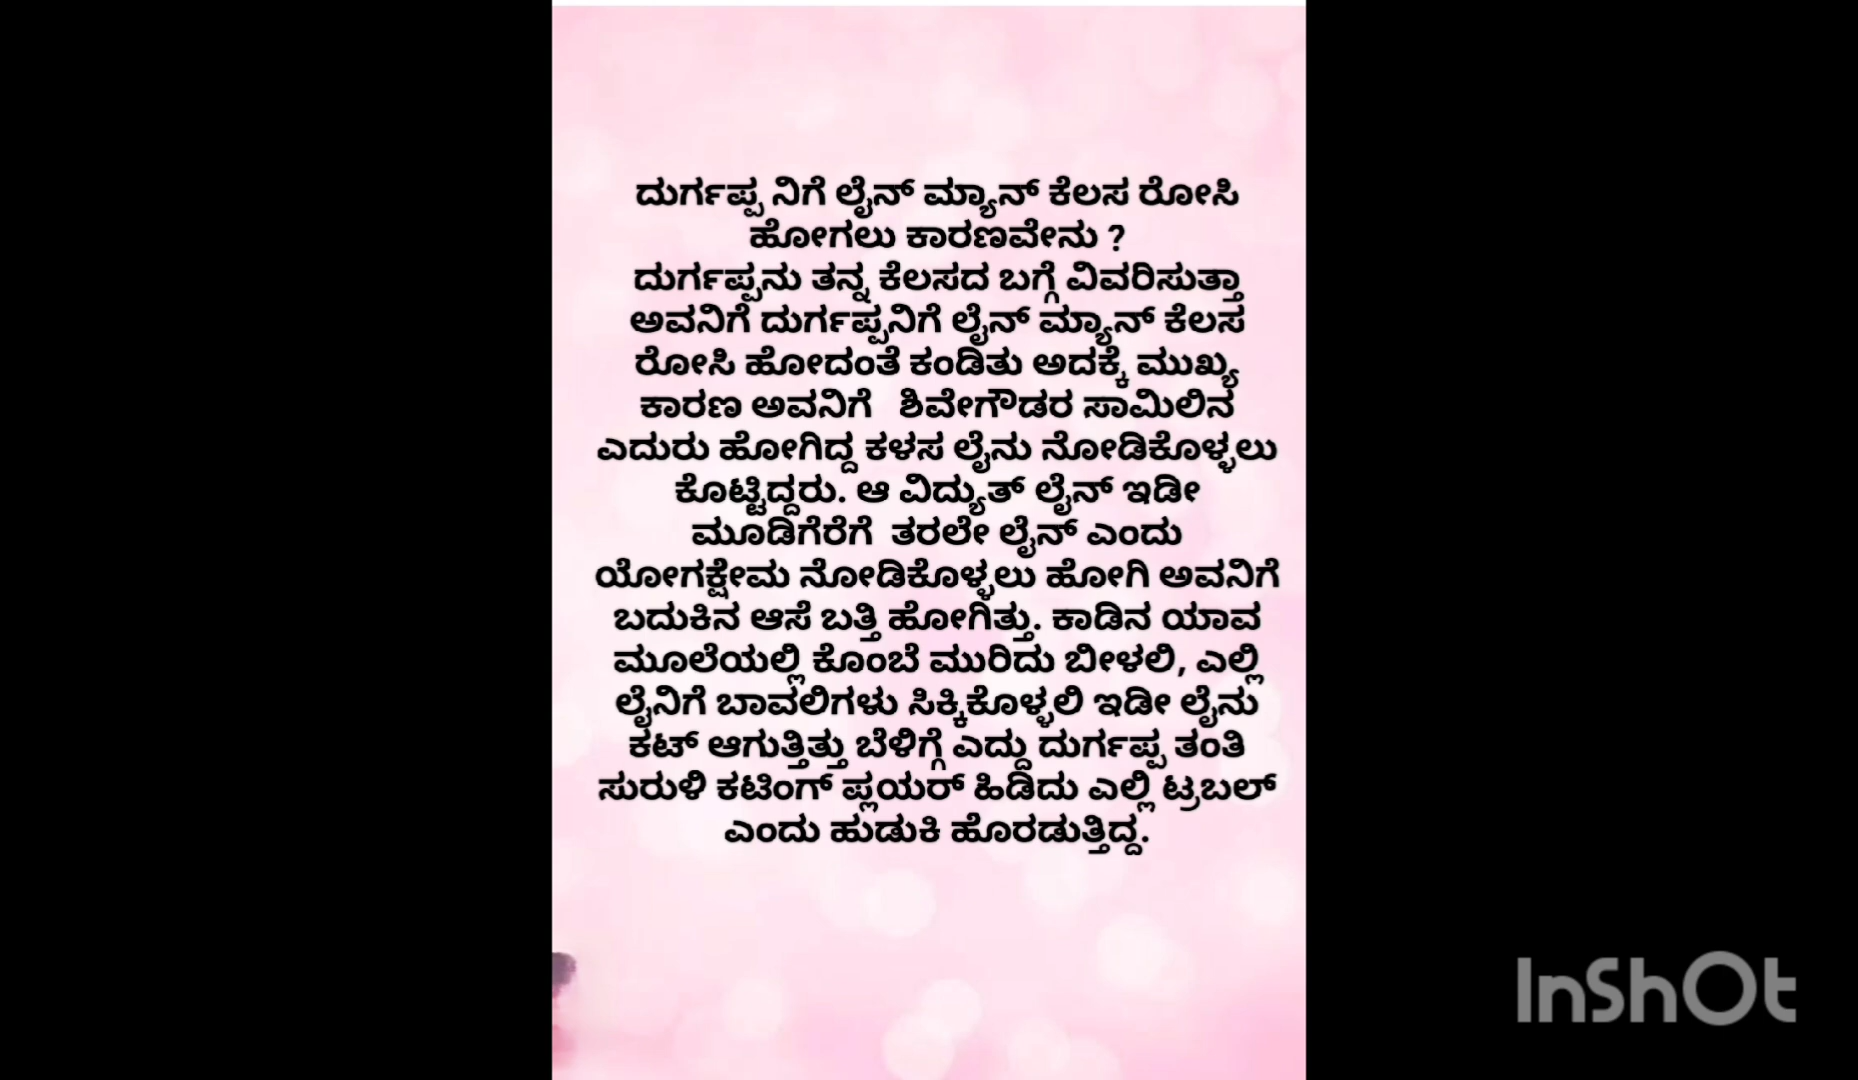 ದುರ್ಗಪ್ಪ ನಿಗೆ ಲೈನ್ ಮ್ಯಾನ್ ಕೆಲಸ ರೋಸಿ
ಹೋಗಲು ಕಾರಣವೇನು ?
ದುರ್ಗಪ್ಪನು ತನ್ನ ಕೆಲಸದ ಬಗ್ಗೆ ವಿವರಿಸುತ್ತಾ
ಅವನಿಗೆ ದುರ್ಗಪ್ಪನಿಗೆ ಲೈನ್ ಮ್ಯಾನ್ ಕೆಲಸ
ರೋಸಿ ಹೋದಂತೆ ಕಂಡಿತು ಅದಕ್ಕೆ ಮುಖ್ಯ
ಕಾರಣ ಅವನಿಗೆ ಶಿವೇಗೌಡರ ಸಾಮಿಲಿನ
ಎದುರು ಹೋಗಿದ್ದ ಕಳಸ ಲೈನು ನೋಡಿಕೊಳ್ಳಲು
ಕೊಟ್ಟಿದ್ದರು. ಆ ವಿದ್ಯುತ್ ಲೈನ್ ಇಡೀ
ಮೂಡಿಗೆರೆಗೆ ತರಲೇ ಲೈನ್ ಎಂದು
ಯೋಗಕ್ಷೇಮ ನೋಡಿಕೊಳ್ಳಲು ಹೋಗಿ ಅವನಿಗೆ
ಬದುಕಿನ ಆಸೆ ಬತ್ತಿ ಹೋಗಿತ್ತು. ಕಾಡಿನ ಯಾವ
ಮೂಲೆಯಲ್ಲಿ ಕೊಂಬೆ ಮುರಿದು ಬೀಳಲಿ, ಎಲ್ಲಿ
ಲೈನಿಗೆ ಬಾವಲಿಗಳು ಸಿಕ್ಕಿಕೊಳ್ಳಲಿ ಇಡೀ ಲೈನು
ಕಟ್ ಆಗುತ್ತಿತ್ತು ಬೆಳಿಗ್ಗೆ ಎದ್ದು ದುರ್ಗಪ್ಪ ತಂತಿ
ಸುರುಳಿ ಕಟಿಂಗ್ ಪ್ಲಯರ್ ಹಿಡಿದು ಎಲ್ಲಿ ಟ್ರಬಲ್
ಎಂದು ಹುಡುಕಿ ಹೊರಡುತ್ತಿದ್ದ.
InShOt